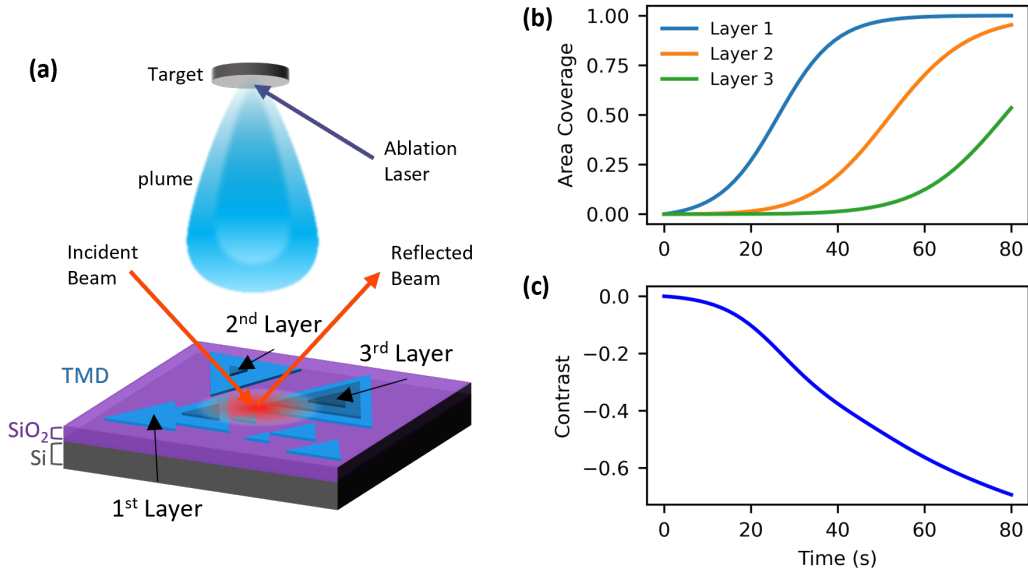 (a)
Target
Ablation
Laser
plume
Incident
Beam
Reflected
Beam
2nd Layer
3rd Layer
TMD
SiO2
Si
1st Layer
(b)
1.00
0.75
0.50
0.25
0.00
Area Coverage
Layer 1
Layer 2
Layer 3
0 20 40 60 80
(c)
0.0
−0.2
−0.4
−0.6
Contrast
0 20 40 60 80
Time (s)